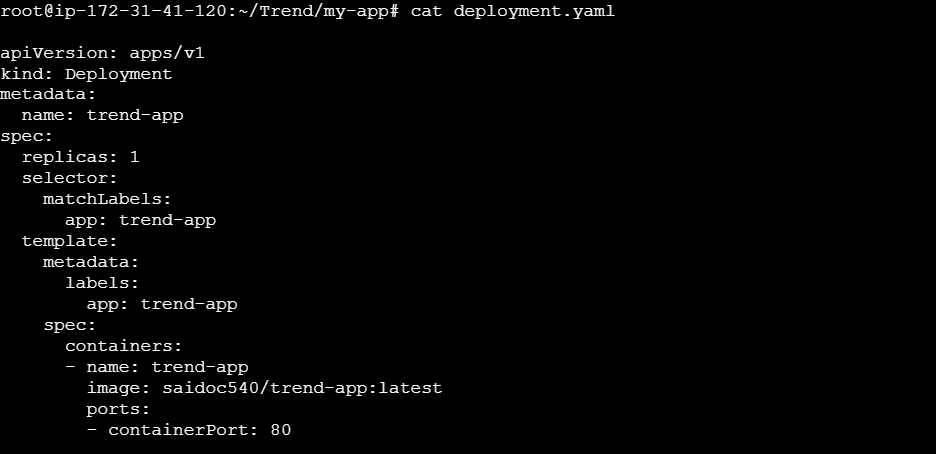 root@ip-172-31-41-120:~/Trend/my-app# cat deployment.yaml

apiVersion: apps/v1
kind: Deployment
metadata:
  name: trend-app
spec:
  replicas: 1
  selector:
    matchLabels:
      app: trend-app
  template:
    metadata:
      labels:
        app: trend-app
    spec:
      containers:
      - name: trend-app
        image: saidoc540/trend-app:latest
        ports:
        - containerPort: 80